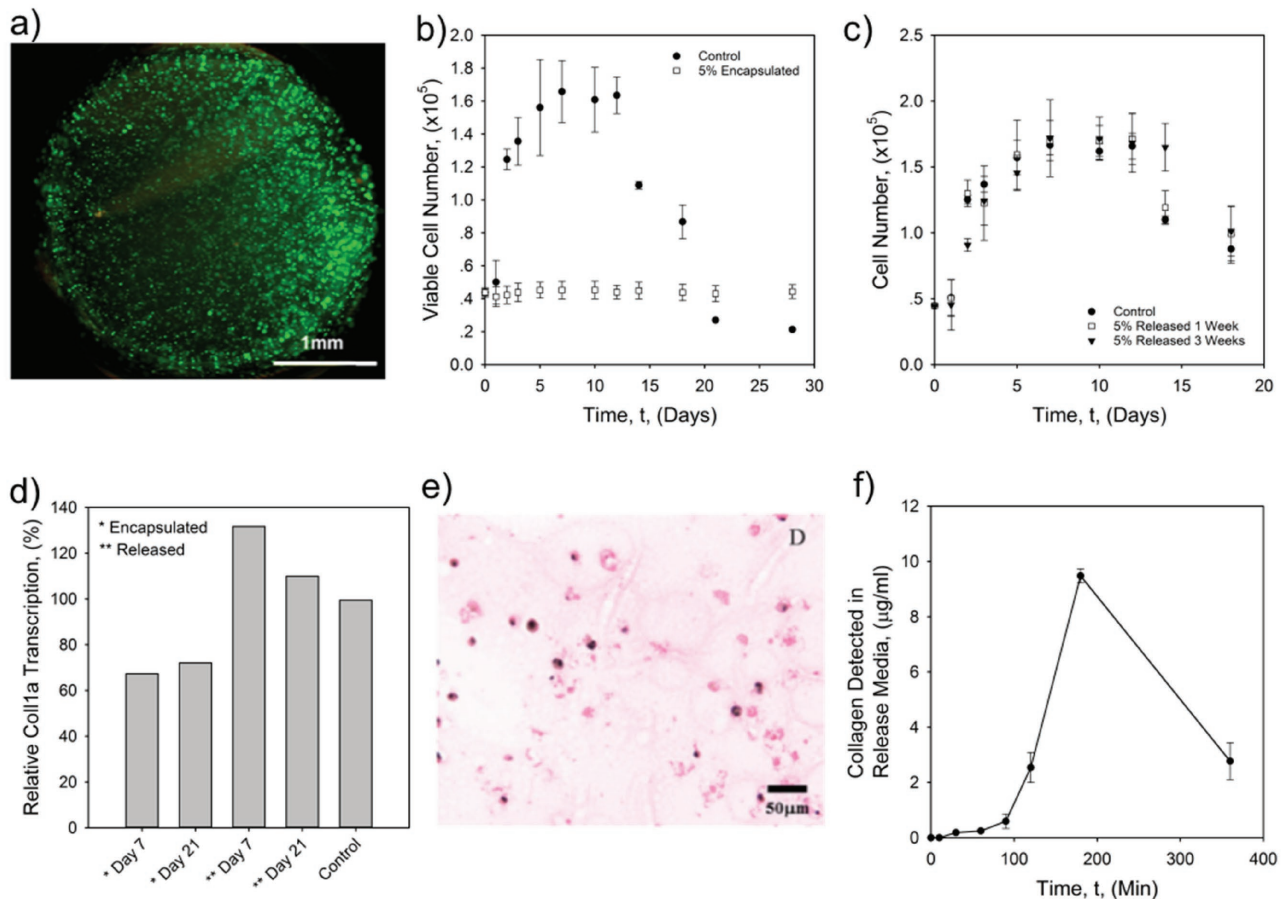 a)
1mm
b)
Viable Cell Number, (x10⁵)
2.0
1.8
1.6
1.4
1.2
1.0
.8
.6
.4
.2
0.0
● Control
□ 5% Encapsulated
0 5 10 15 20 25 30
Time, t, (Days)
c)
Cell Number, (x10⁵)
2.5
2.0
1.5
1.0
.5
0.0
● Control
□ 5% Released 1 Week
▼ 5% Released 3 Weeks
0 5 10 15 20
Time, t, (Days)
d)
Relative Coll1a Transcription, (%)
140
120
100
80
60
40
20
0
* Encapsulated
** Released
* Day 7
* Day 21
** Day 7
** Day 21
Control
e)
D
50μm
f)
Collagen Detected in
Release Media, (μg/ml)
12
10
8
6
4
2
0
0 100 200 300 400
Time, t, (Min)